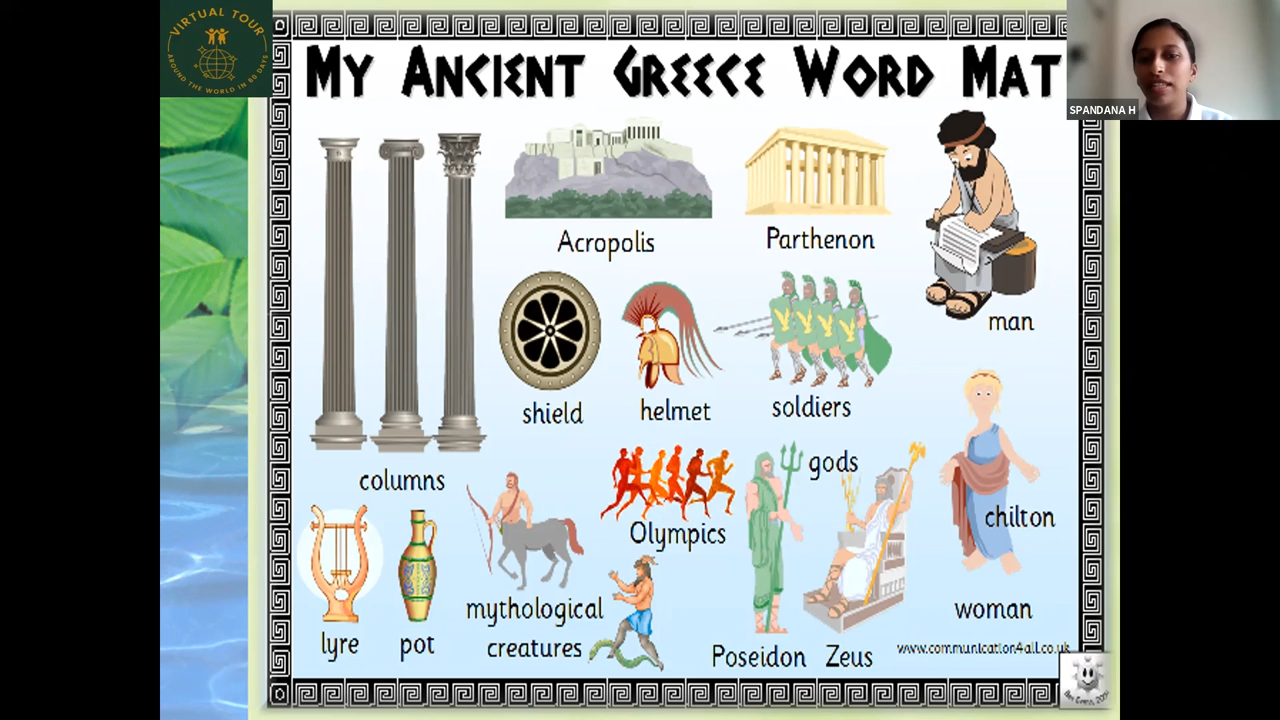 VIRTUAL TOUR
AROUND THE WORLD IN 60 DAYS
MY ANCIENT GREECE WORD MAT
SPANDANA H
Acropolis
Parthenon
man
shield
helmet
soldiers
columns
gods
Olympics
chilton
mythological
creatures
woman
lyre
pot
Poseidon
Zeus
www.communication4all.co.uk